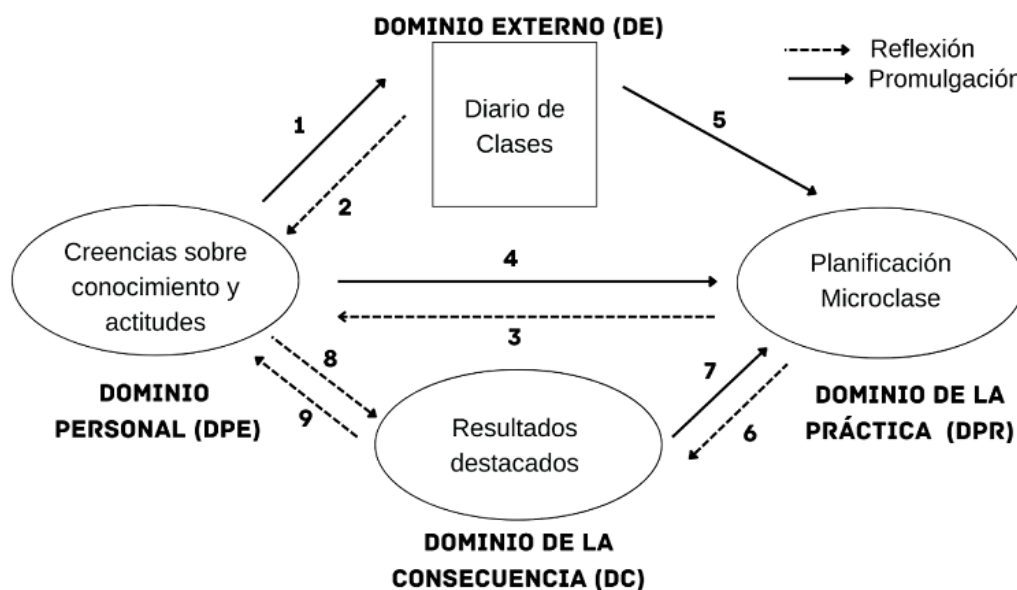 DOMINIO EXTERNO (DE)
Reflexión
Promulgación
Diario de
Clases
1
5
2
Creencias sobre
conocimiento y
actitudes
4
Planificación
Microclase
3
8
7
9
6
DOMINIO
PERSONAL (DPE)
Resultados
destacados
DOMINIO DE LA
PRÁCTICA (DPR)
DOMINIO DE LA
CONSECUENCIA (DC)